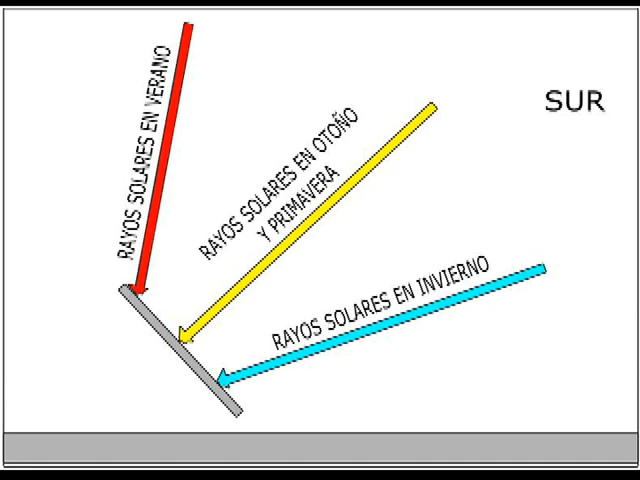 SUR
RAYOS SOLARES EN VERANO
RAYOS SOLARES EN OTOÑO
Y PRIMAVERA
RAYOS SOLARES EN INVIERNO